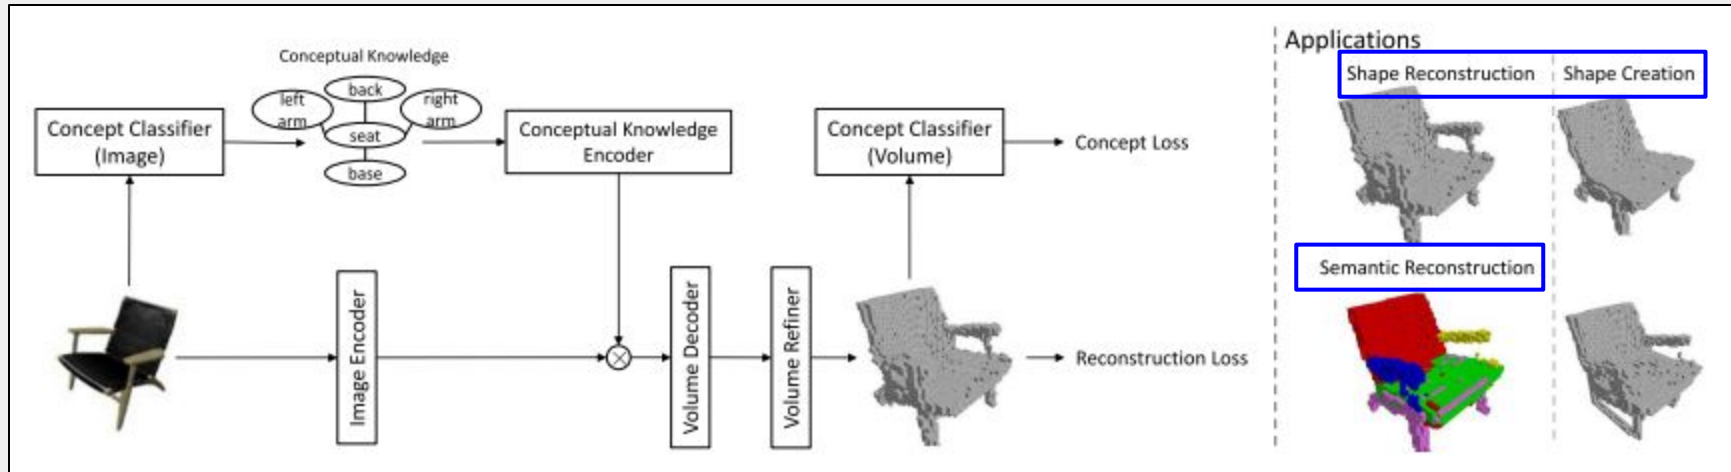 Conceptual Knowledge
back
left
arm
right
arm
seat
base
Concept Classifier
(Image)
Conceptual Knowledge
Encoder
Concept Classifier
(Volume)
Concept Loss
Image Encoder
Volume Decoder
Volume Refiner
Reconstruction Loss
Applications
Shape Reconstruction
Shape Creation
Semantic Reconstruction